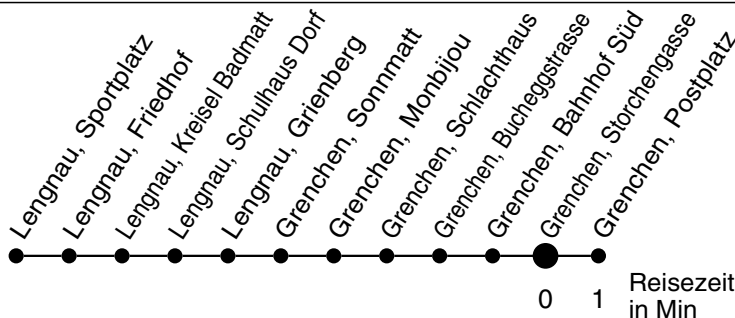 Lengnau, Sportplatz
Lengnau, Friedhof
Lengnau, Kreisel Badmatt
Lengnau, Schulhaus Dorf
Lengnau, Grienberg
Grenchen, Sonnmatt
Grenchen, Monbijou
Grenchen, Schlachthaus
Grenchen, Bucheggstrasse
Grenchen, Bahnhof Süd
Grenchen, Storchengasse
Grenchen, Postplatz
0 1 Reisezeit
in Min